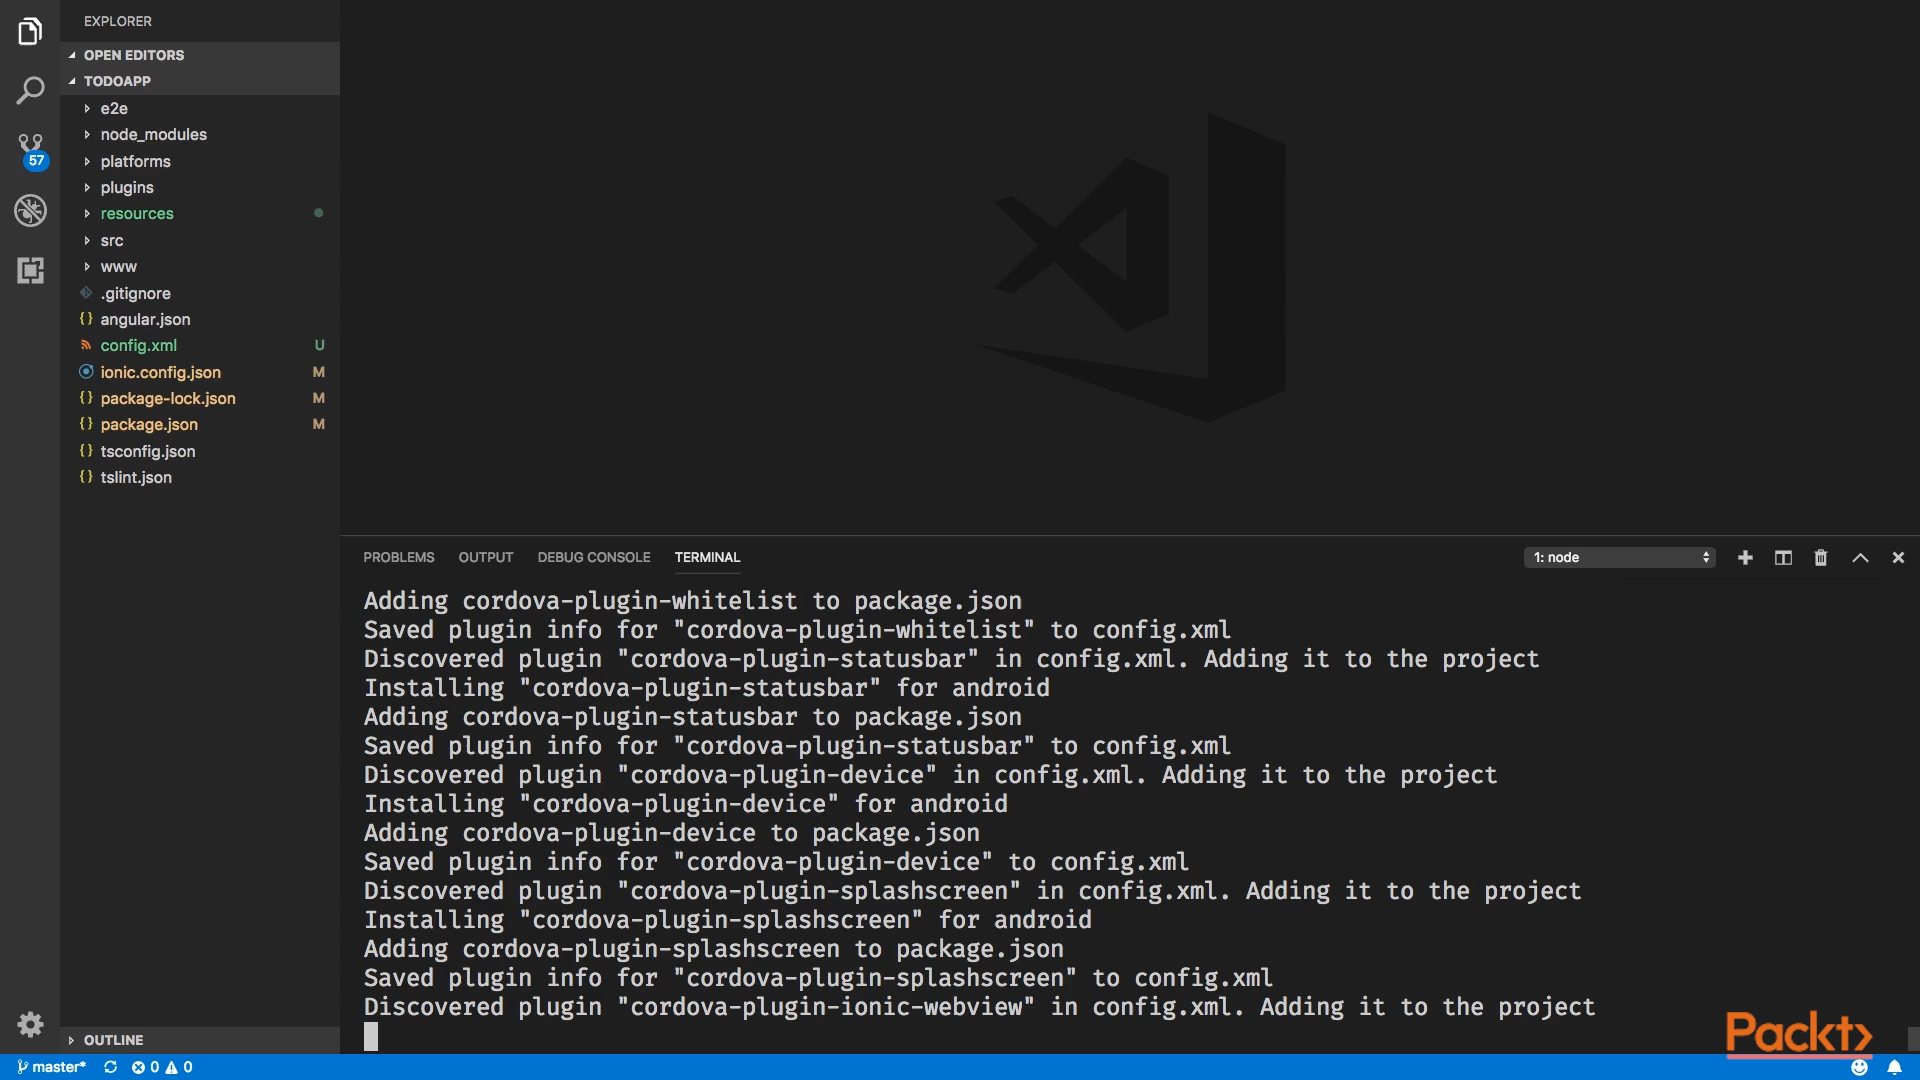 EXPLORER
OPEN EDITORS
TODOAPP
e2e
node_modules
platforms
plugins
resources
src
www
.gitignore
angular.json
config.xml U
ionic.config.json M
package-lock.json M
package.json M
tsconfig.json
tslint.json
OUTLINE
57
PROBLEMS OUTPUT DEBUG CONSOLE TERMINAL 1: node
Adding cordova-plugin-whitelist to package.json
Saved plugin info for "cordova-plugin-whitelist" to config.xml
Discovered plugin "cordova-plugin-statusbar" in config.xml. Adding it to the project
Installing "cordova-plugin-statusbar" for android
Adding cordova-plugin-statusbar to package.json
Saved plugin info for "cordova-plugin-statusbar" to config.xml
Discovered plugin "cordova-plugin-device" in config.xml. Adding it to the project
Installing "cordova-plugin-device" for android
Adding cordova-plugin-device to package.json
Saved plugin info for "cordova-plugin-device" to config.xml
Discovered plugin "cordova-plugin-splashscreen" in config.xml. Adding it to the project
Installing "cordova-plugin-splashscreen" for android
Adding cordova-plugin-splashscreen to package.json
Saved plugin info for "cordova-plugin-splashscreen" to config.xml
Discovered plugin "cordova-plugin-ionic-webview" in config.xml. Adding it to the project
Packt>
master* 0 0